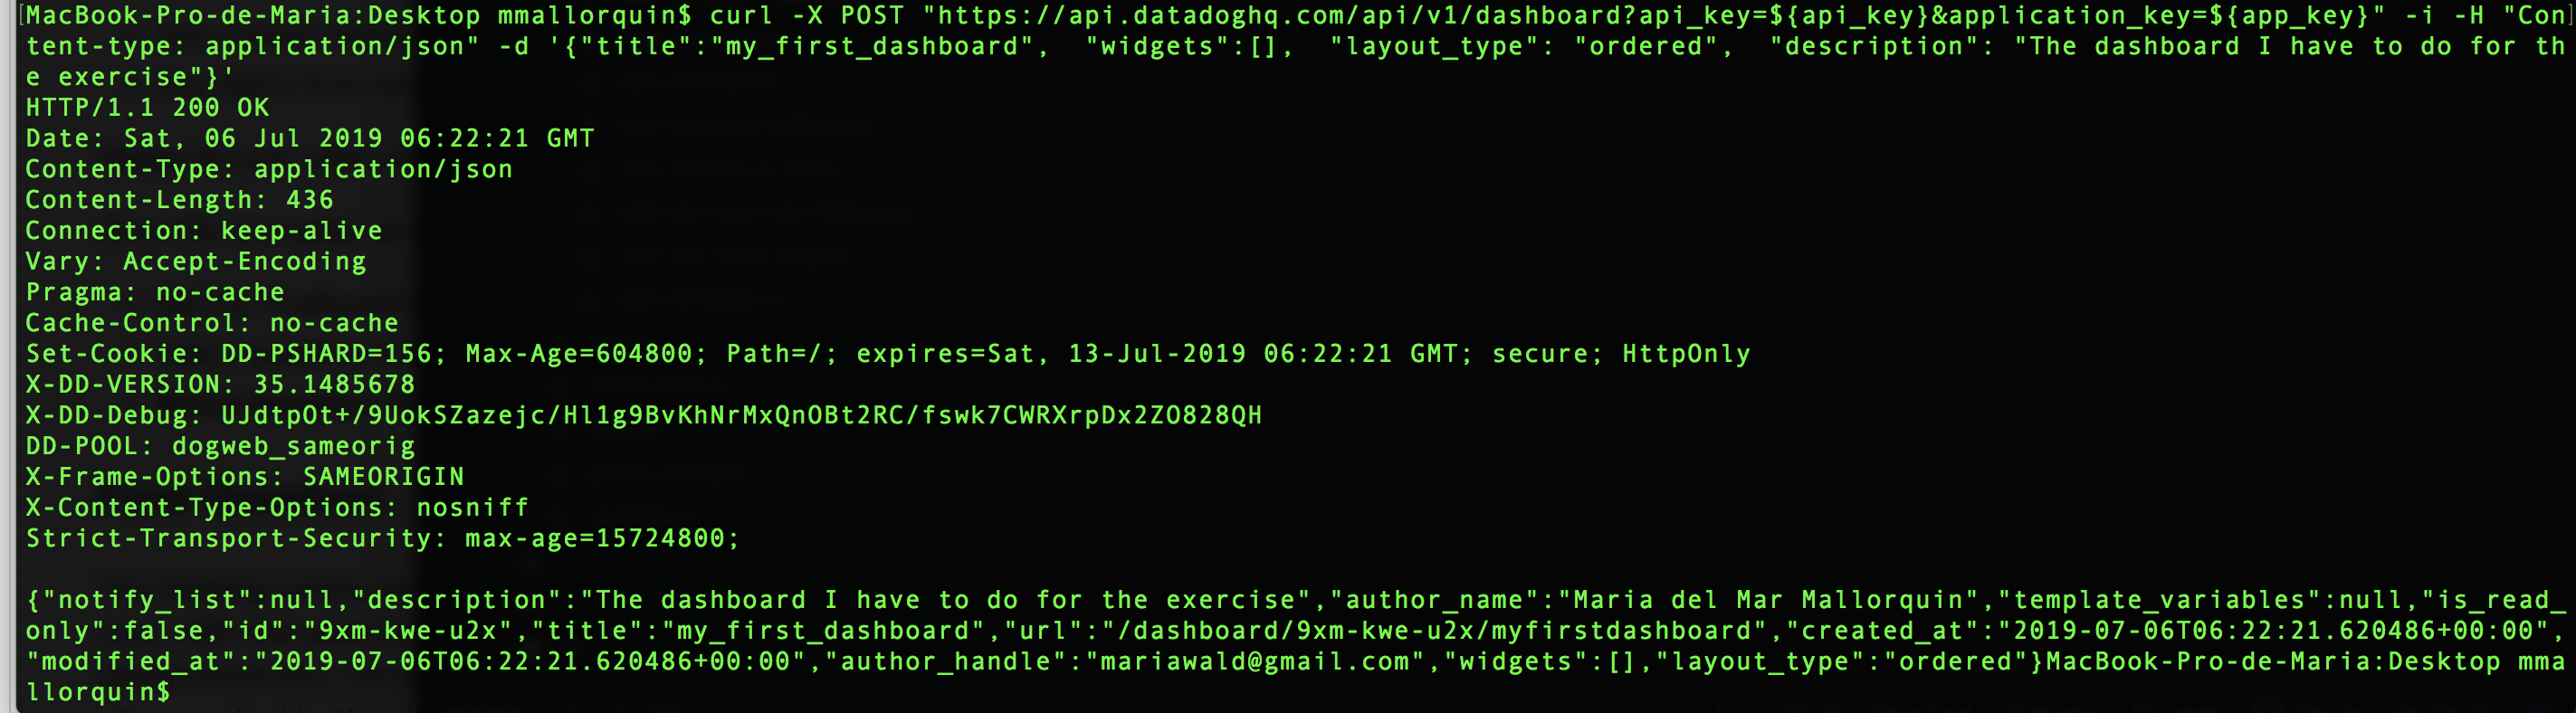 [MacBook-Pro-de-Maria:Desktop mmallorquin$ curl -X POST "https://api.datadoghq.com/api/v1/dashboard?api_key=${api_key}&application_key=${app_key}" -i -H "Con]
tent-type: application/json" -d '{"title":"my_first_dashboard",  "widgets":[],  "layout_type": "ordered",  "description": "The dashboard I have to do for th
e exercise"}'
HTTP/1.1 200 OK
Date: Sat, 06 Jul 2019 06:22:21 GMT
Content-Type: application/json
Content-Length: 436
Connection: keep-alive
Vary: Accept-Encoding
Pragma: no-cache
Cache-Control: no-cache
Set-Cookie: DD-PSHARD=156; Max-Age=604800; Path=/; expires=Sat, 13-Jul-2019 06:22:21 GMT; secure; HttpOnly
X-DD-VERSION: 35.1485678
X-DD-Debug: UJdtpOt+/9UokSZazejc/Hl1g9BvKhNrMxQnOBt2RC/fswk7CWRXrpDx2ZO828QH
DD-POOL: dogweb_sameorig
X-Frame-Options: SAMEORIGIN
X-Content-Type-Options: nosniff
Strict-Transport-Security: max-age=15724800;

{"notify_list":null,"description":"The dashboard I have to do for the exercise","author_name":"Maria del Mar Mallorquin","template_variables":null,"is_read_
only":false,"id":"9xm-kwe-u2x","title":"my_first_dashboard","url":"/dashboard/9xm-kwe-u2x/myfirstdashboard","created_at":"2019-07-06T06:22:21.620486+00:00",
"modified_at":"2019-07-06T06:22:21.620486+00:00","author_handle":"mariawald@gmail.com","widgets":[],"layout_type":"ordered"}MacBook-Pro-de-Maria:Desktop mma
llorquin$